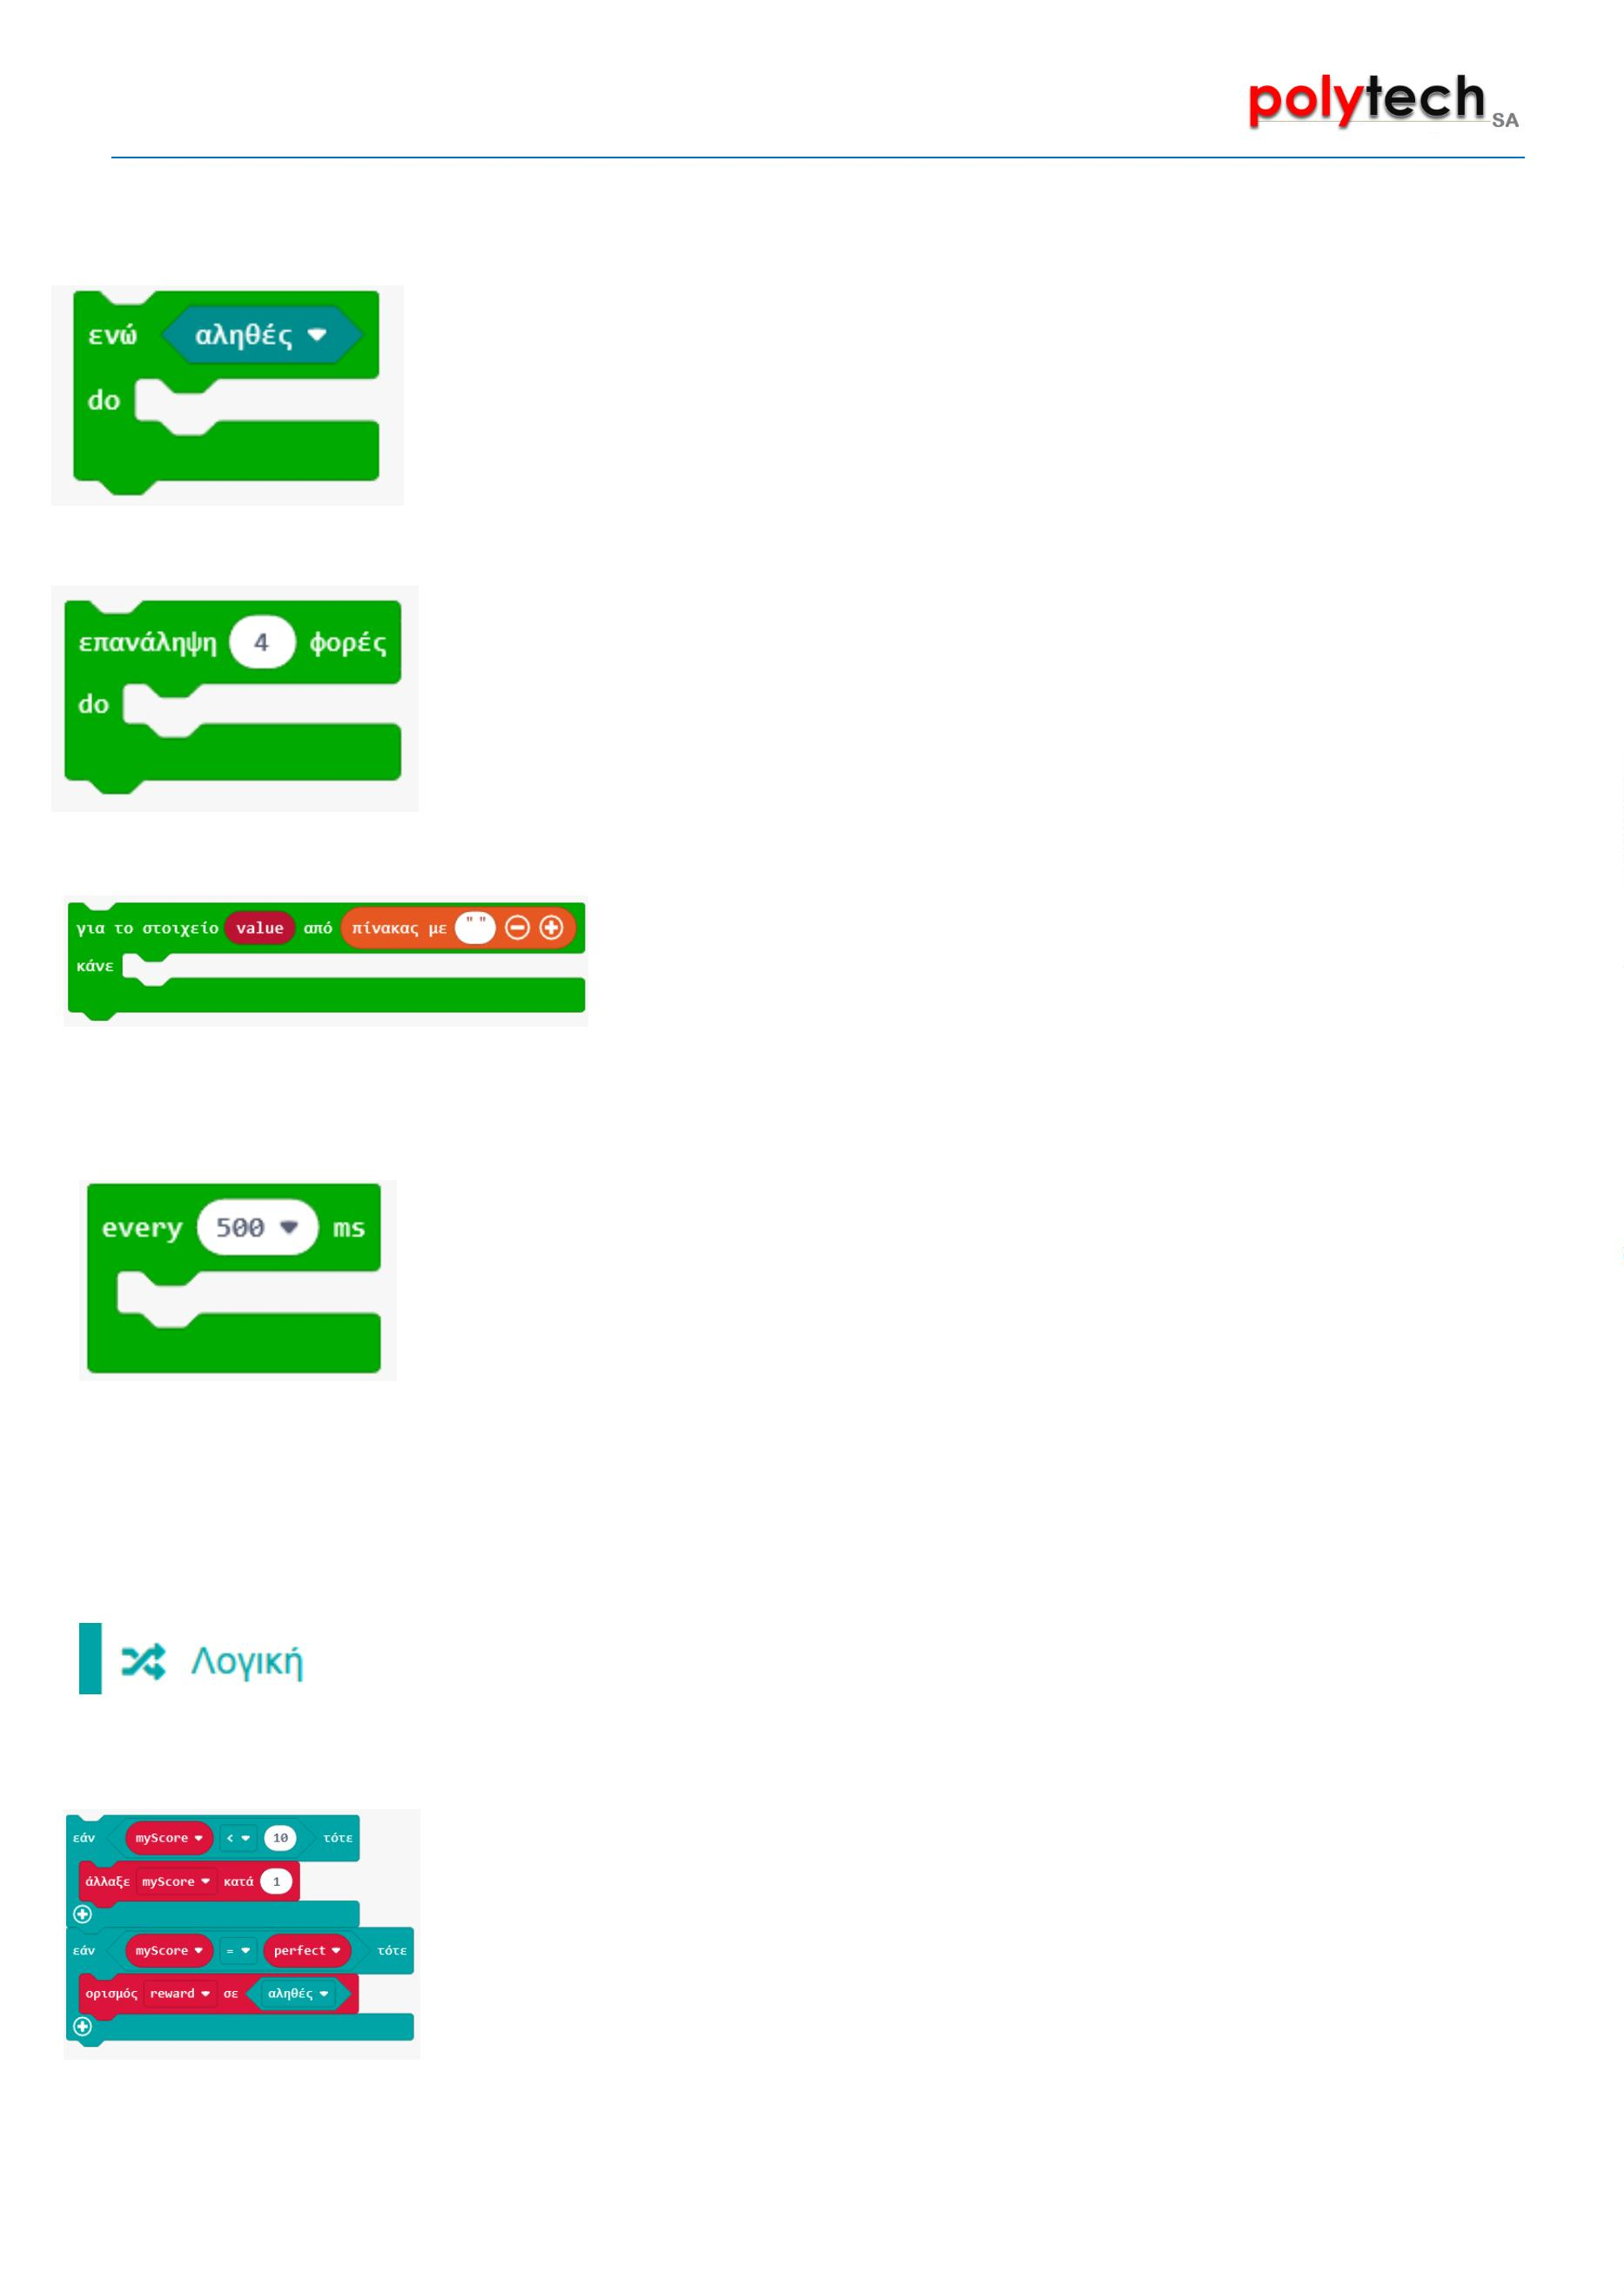 polytech SA
ενώ αληθές
do
επανάληψη 4 φορές
do
για το στοιχείο value από πίνακας με " "
κάνε
every 500 ms
Λογική
εάν myScore < 10 τότε
άλλαξε myScore κατά 1
εάν myScore = perfect τότε
ορισμός reward σε αληθές